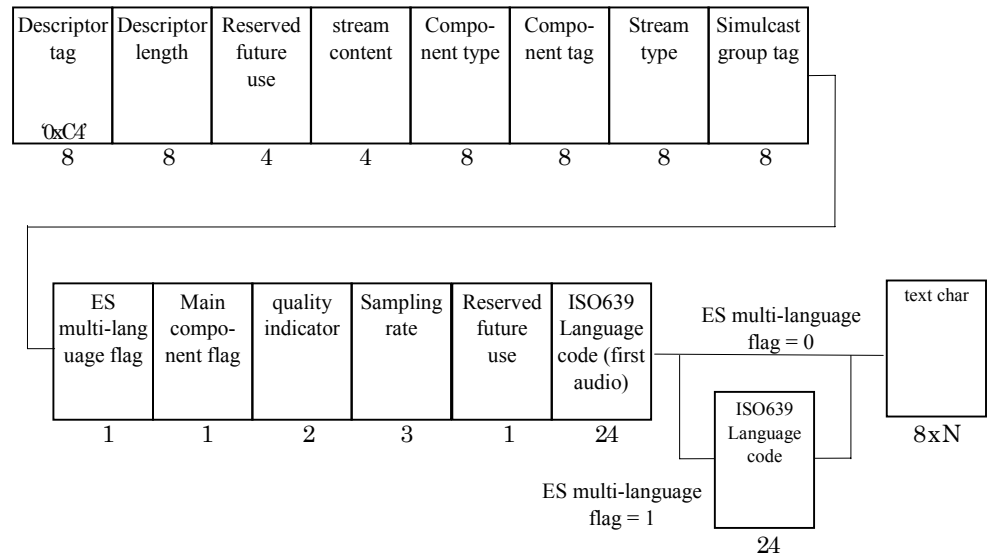 Descriptor
tag
'0xC4'
Descriptor
length
Reserved
future
use
stream
content
Compo-
nent type
Compo-
nent tag
Stream
type
Simulcast
group tag
8
8
4
4
8
8
8
8
ES
multi-lang
uage flag
Main
compo-
nent flag
quality
indicator
Sampling
rate
Reserved
future
use
ISO639
Language
code (first
audio)
1
1
2
3
1
24
ES multi-language
flag = 0
ISO639
Language
code
ES multi-language
flag = 1
24
text char
8xN